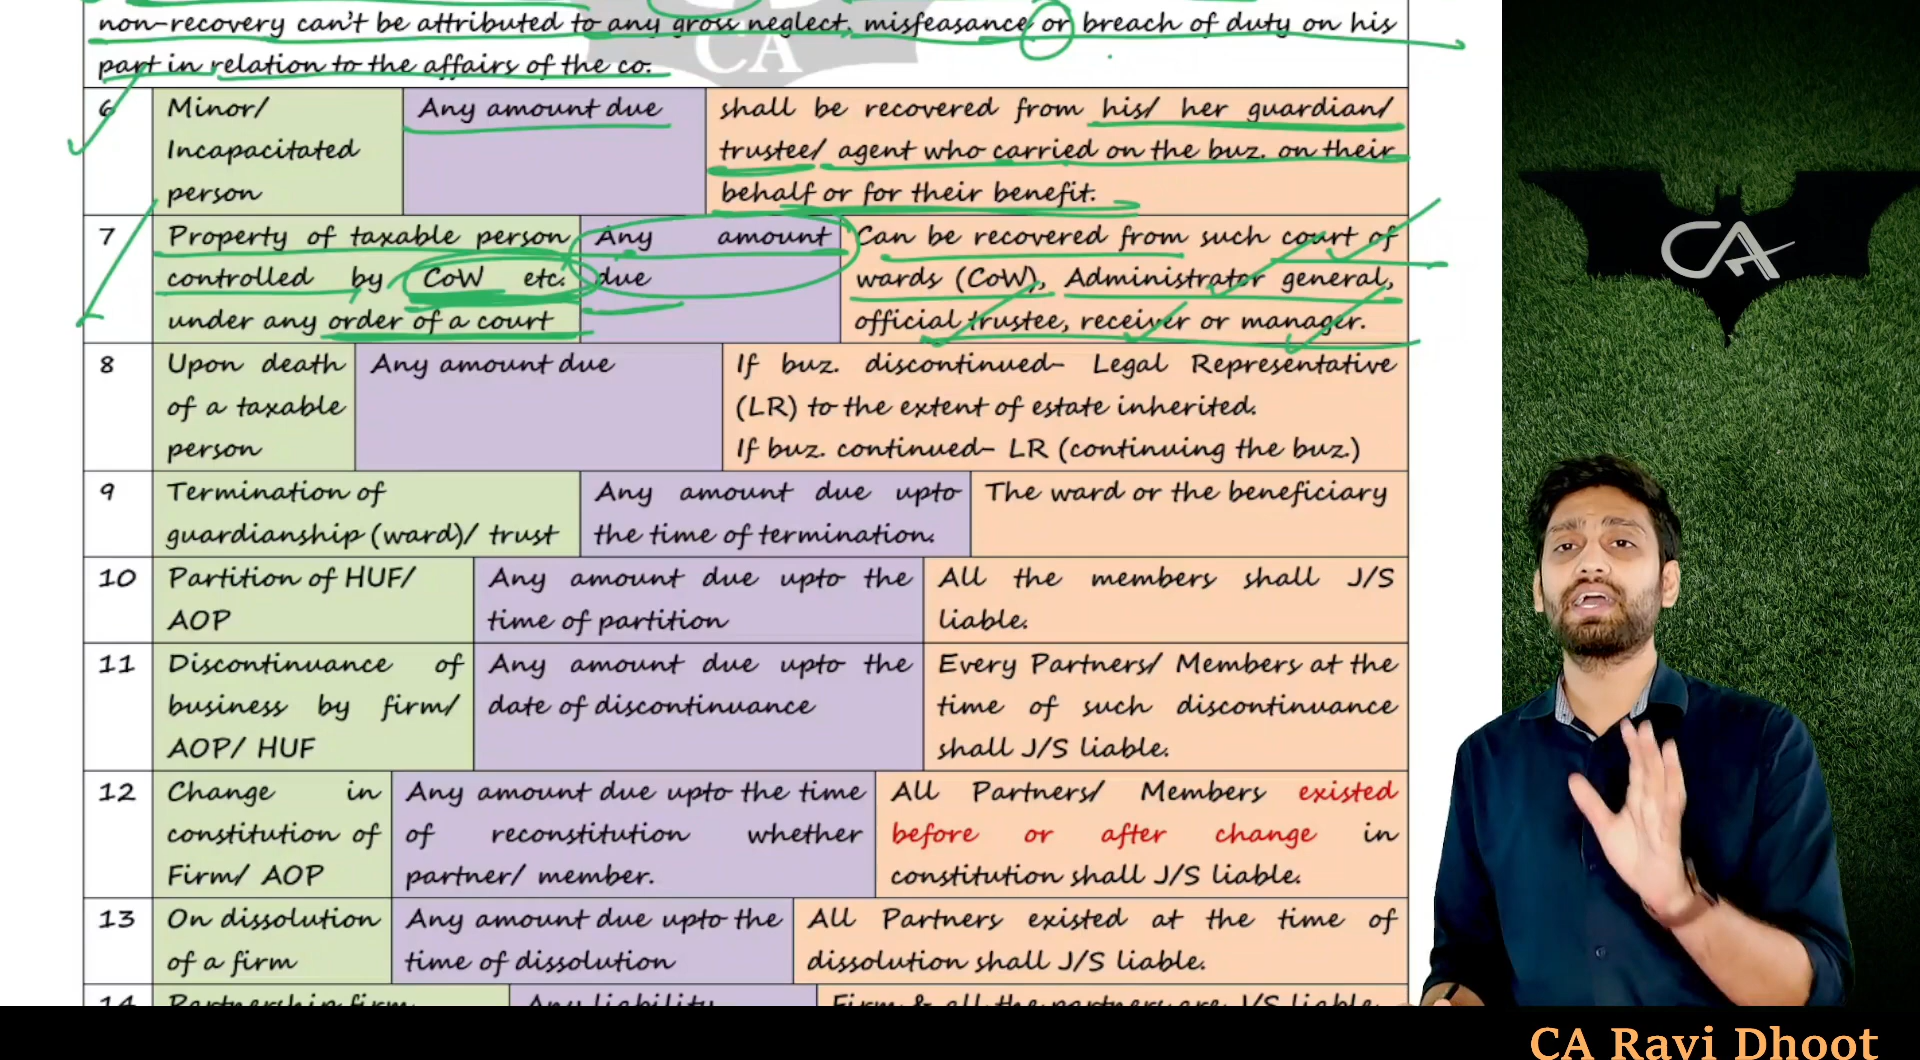 non-recovery can't be attributed to any gross neglect, misfeasance or breach of duty on his
part in relation to the affairs of the co.
CA
6 Minor/ Any amount due shall be recovered from his/ her guardian/
Incapacitated trustee/ agent who carried on the buz. on their
person behalf or for their benefit.
7 Property of taxable person Any amount Can be recovered from such court of
controlled by CoW etc. due wards (CoW), Administrator general,
under any order of a court official trustee, receiver or manager.
8 Upon death Any amount due If buz. discontinued- Legal Representative
of a taxable (LR) to the extent of estate inherited.
person If buz. continued- LR (continuing the buz.)
9 Termination of Any amount due upto The ward or the beneficiary
guardianship (ward)/ trust the time of termination.
10 Partition of HUF/ Any amount due upto the All the members shall J/S
AOP time of partition liable.
11 Discontinuance of Any amount due upto the Every Partners/ Members at the
business by firm/ date of discontinuance time of such discontinuance
AOP/ HUF shall J/S liable.
12 Change in Any amount due upto the time All Partners/ Members existed
constitution of of reconstitution whether before or after change in
Firm/ AOP partner/ member. constitution shall J/S liable.
13 On dissolution Any amount due upto the All Partners existed at the time of
of a firm time of dissolution dissolution shall J/S liable.
14 Partnership firm Any liability Firm & all the partners are J/S liable
CA
CA Ravi Dhoot